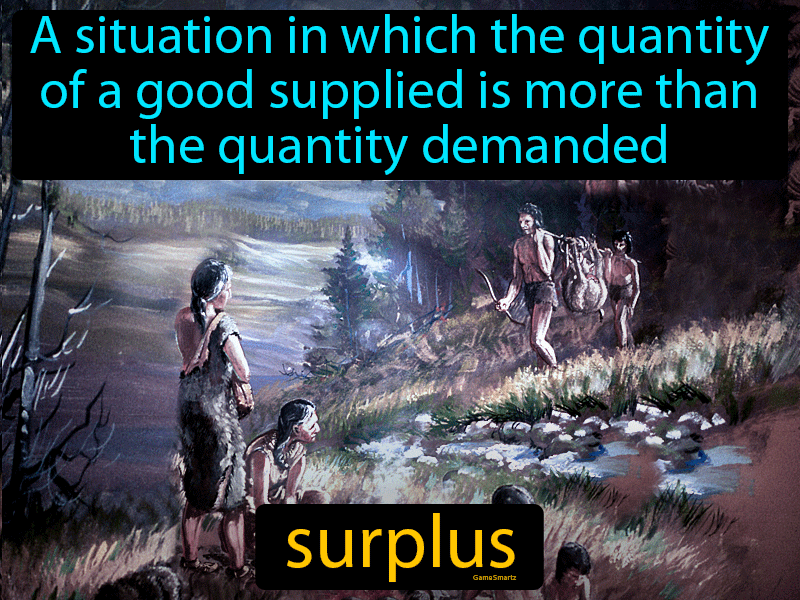 A situation in which the quantity
of a good supplied is more than
the quantity demanded
surplus
GameSmartz